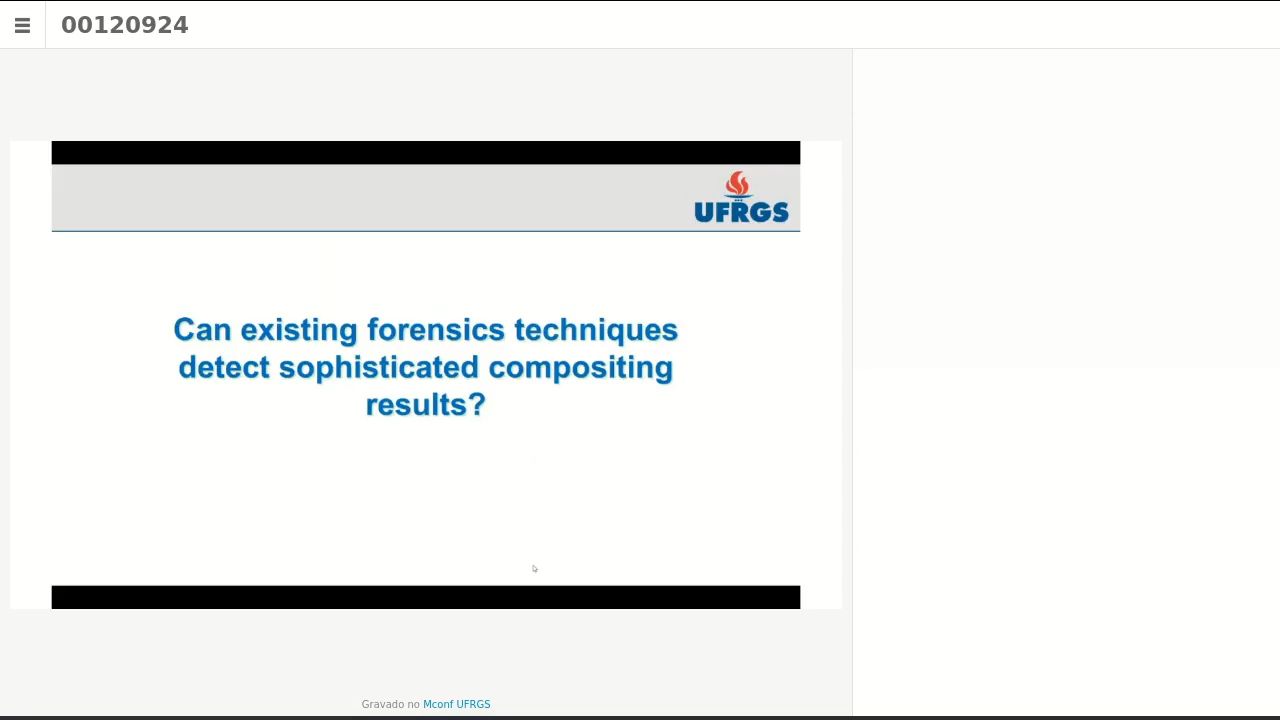 00120924
UFRGS
Can existing forensics techniques
detect sophisticated compositing
results?
Gravado no Mconf UFRGS